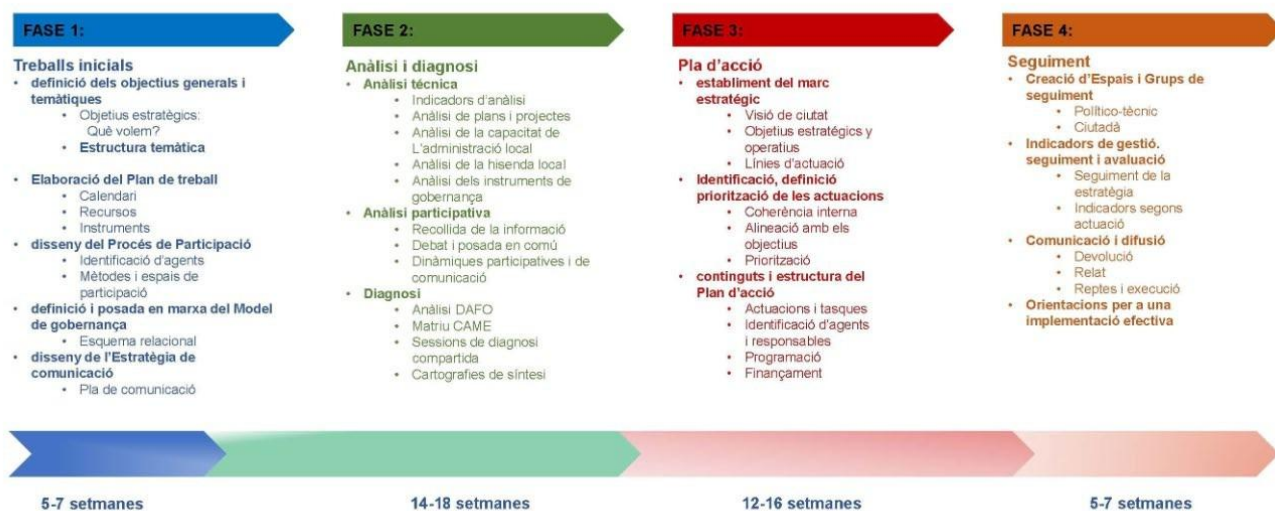 FASE 1:
Treballs inicials
• definició dels objectius generals i
temàtiques
• Objetius estratègics:
Què volem?
• Estructura temàtica
• Elaboració del Plan de treball
• Calendari
• Recursos
• Instruments
• disseny del Procés de Participació
• Identificació d'agents
• Mètodes i espais de
participació
• definició i posada en marxa del Model
de gobernança
• Esquema relacional
• disseny de l'Estratègia de
comunicació
• Pla de comunicació
5-7 setmanes
FASE 2:
Anàlisi i diagnosi
• Anàlisi técnica
• Indicadors d'anàlisi
• Anàlisi de plans i projectes
• Anàlisi de la capacitat de
L'administració local
• Anàlisi de la hisenda local
• Anàlisi dels instruments de
gobernança
• Anàlisi participativa
• Recollida de la informació
• Debat i posada en comú
• Dinàmiques participatives i de
comunicació
• Diagnosi
• Anàlisi DAFO
• Matriu CAME
• Sessions de diagnosi
compartida
• Cartografies de síntesi
14-18 setmanes
FASE 3:
Pla d'acció
• establiment del marc
estratégic
• Visió de ciutat
• Objetius estratégics y
operatius
• Línies d'actuació
• Identificació, definició
priorització de les actuacions
• Coherència interna
• Alineació amb els
objectius
• Priorització
• continguts i estructura del
Plan d'acció
• Actuacions i tasques
• Identificació d'agents
i responsables
• Programació
• Finançament
12-16 setmanes
FASE 4:
Seguiment
• Creació d'Espais i Grups de
seguiment
• Político-tècnic
• Ciutadà
• Indicadors de gestió.
seguiment i avaluació
• Seguiment de la
estratègia
• Indicadors segons
actuació
• Comunicació i difusió
• Devolució
• Relat
• Reptes i execució
• Orientacions per a una
implementació efectiva
5-7 setmanes